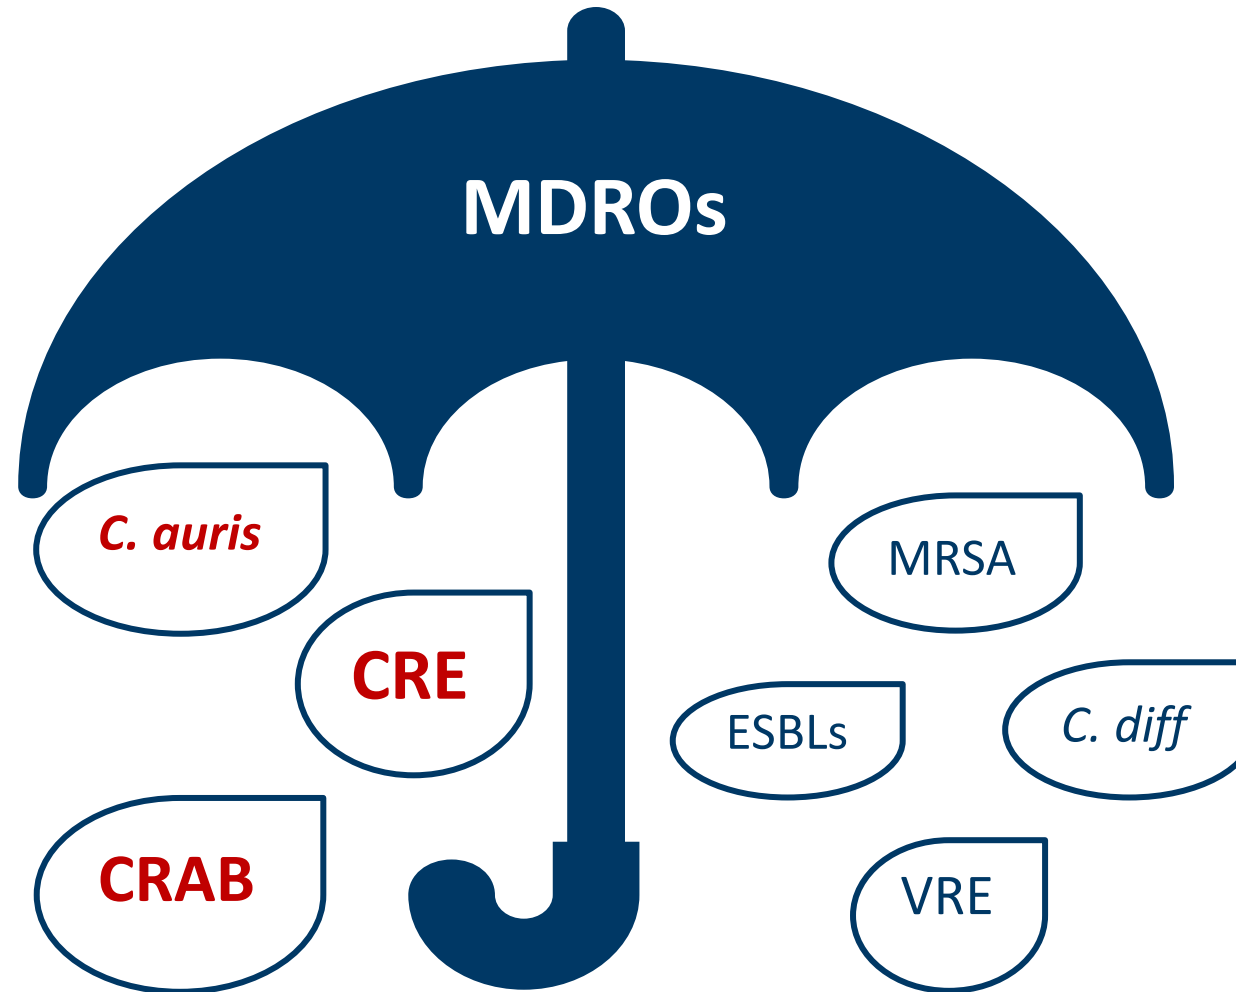 MDROs
C. auris
CRE
CRAB
MRSA
ESBLs
C. diff
VRE